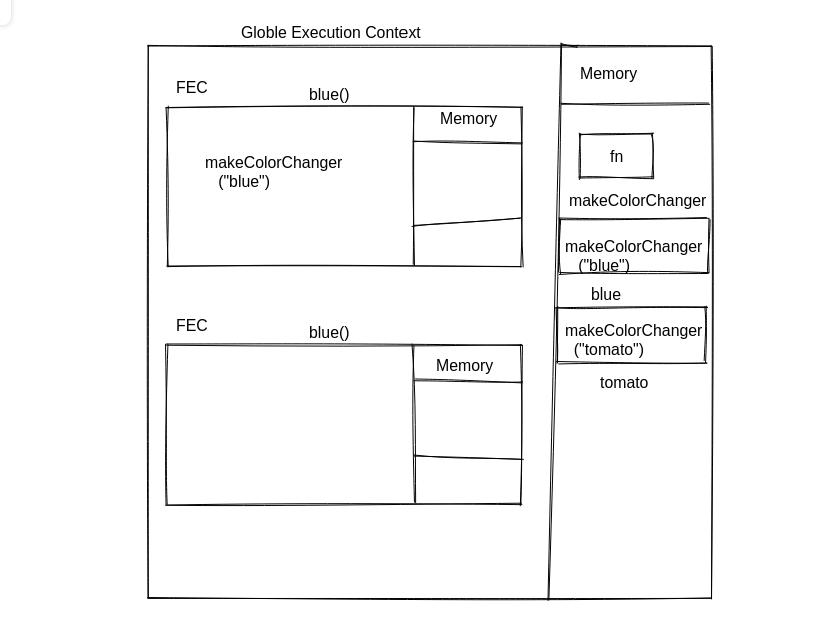 Globle Execution Context
FEC
blue()
Memory
makeColorChanger
("blue")
FEC
blue()
Memory
Memory
fn
makeColorChanger
makeColorChanger
("blue")
blue
makeColorChanger
("tomato")
tomato